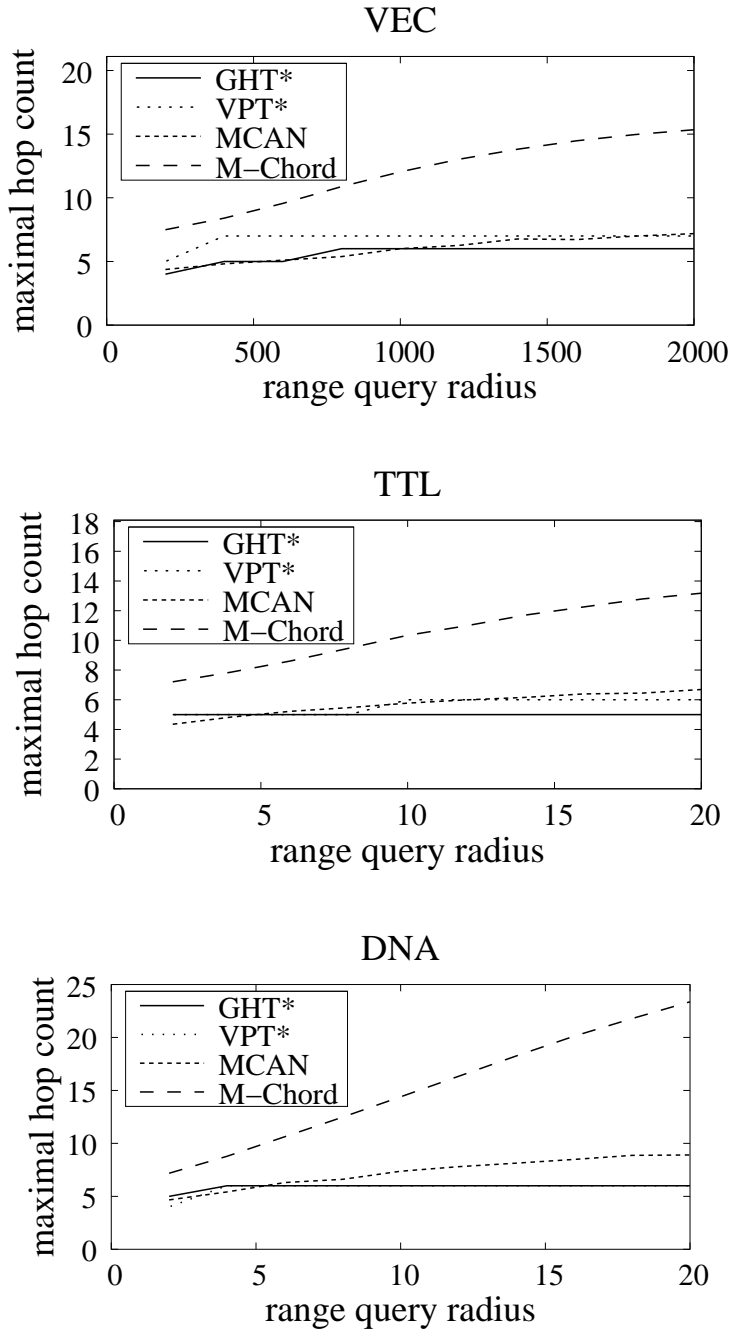 VEC
maximal hop count
20
15
10
5
0
GHT*
VPT*
MCAN
M−Chord
0 500 1000 1500 2000
range query radius
TTL
maximal hop count
18
16
14
12
10
8
6
4
2
0
GHT*
VPT*
MCAN
M−Chord
0 5 10 15 20
range query radius
DNA
maximal hop count
25
20
15
10
5
0
GHT*
VPT*
MCAN
M−Chord
0 5 10 15 20
range query radius